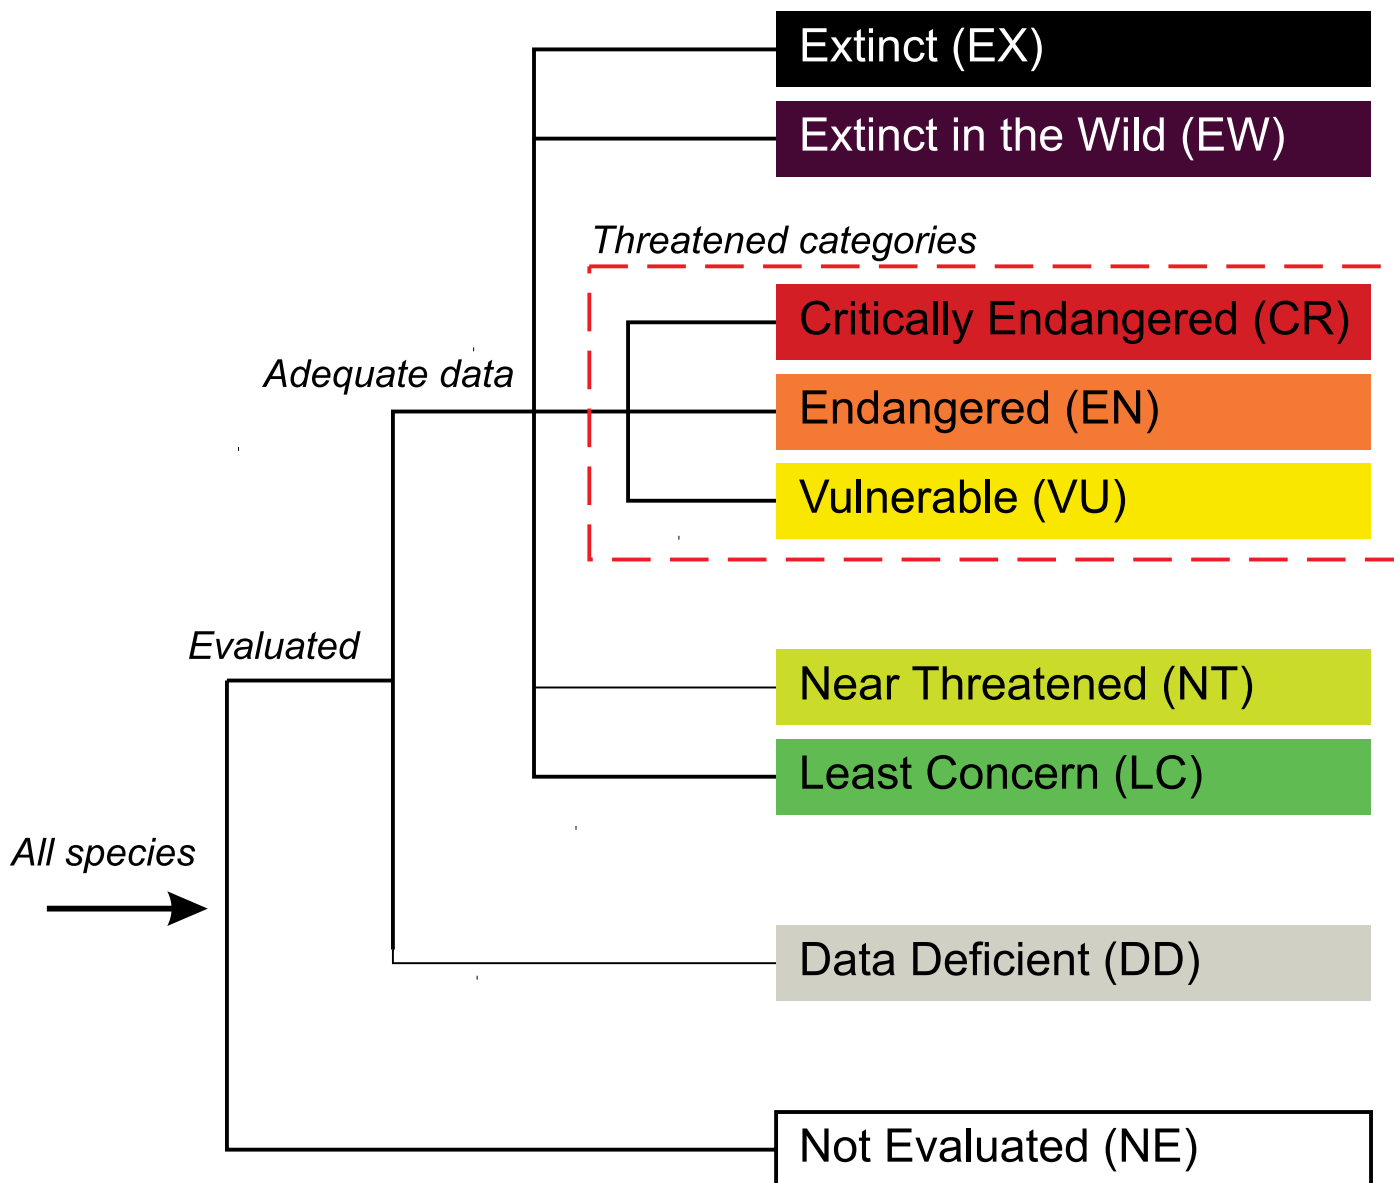 Extinct (EX)
Extinct in the Wild (EW)
Threatened categories
Critically Endangered (CR)
Adequate data
Endangered (EN)
Vulnerable (VU)
Evaluated
Near Threatened (NT)
Least Concern (LC)
All species
Data Deficient (DD)
Not Evaluated (NE)